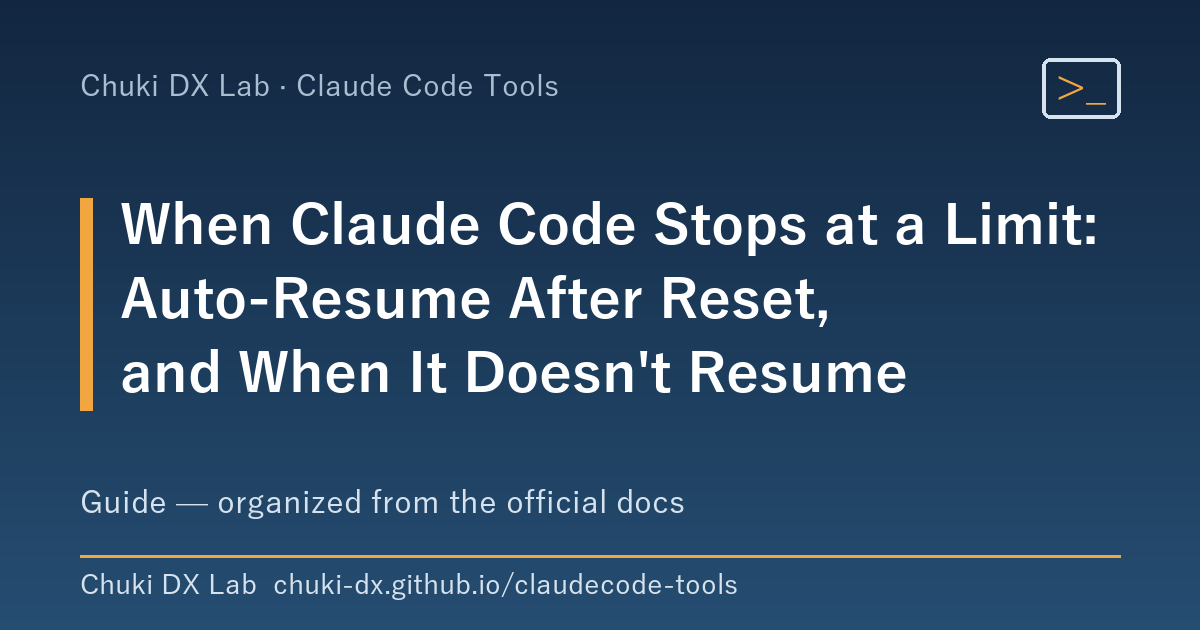 Chuki DX Lab · Claude Code Tools
>_
When Claude Code Stops at a Limit:
Auto-Resume After Reset,
and When It Doesn't Resume
Guide — organized from the official docs
Chuki DX Lab chuki-dx.github.io/claudecode-tools